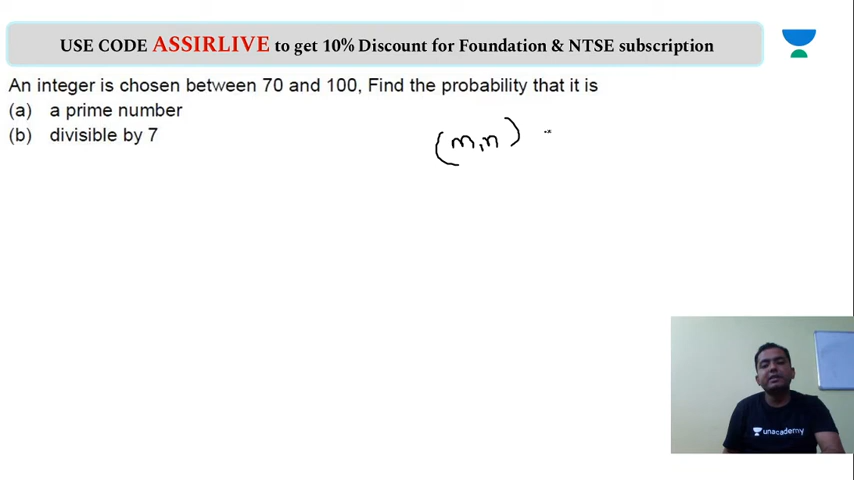 USE CODE ASSIRLIVE to get 10% Discount for Foundation & NTSE subscription
An integer is chosen between 70 and 100, Find the probability that it is
(a) a prime number
(b) divisible by 7
(m,n)
unacademy